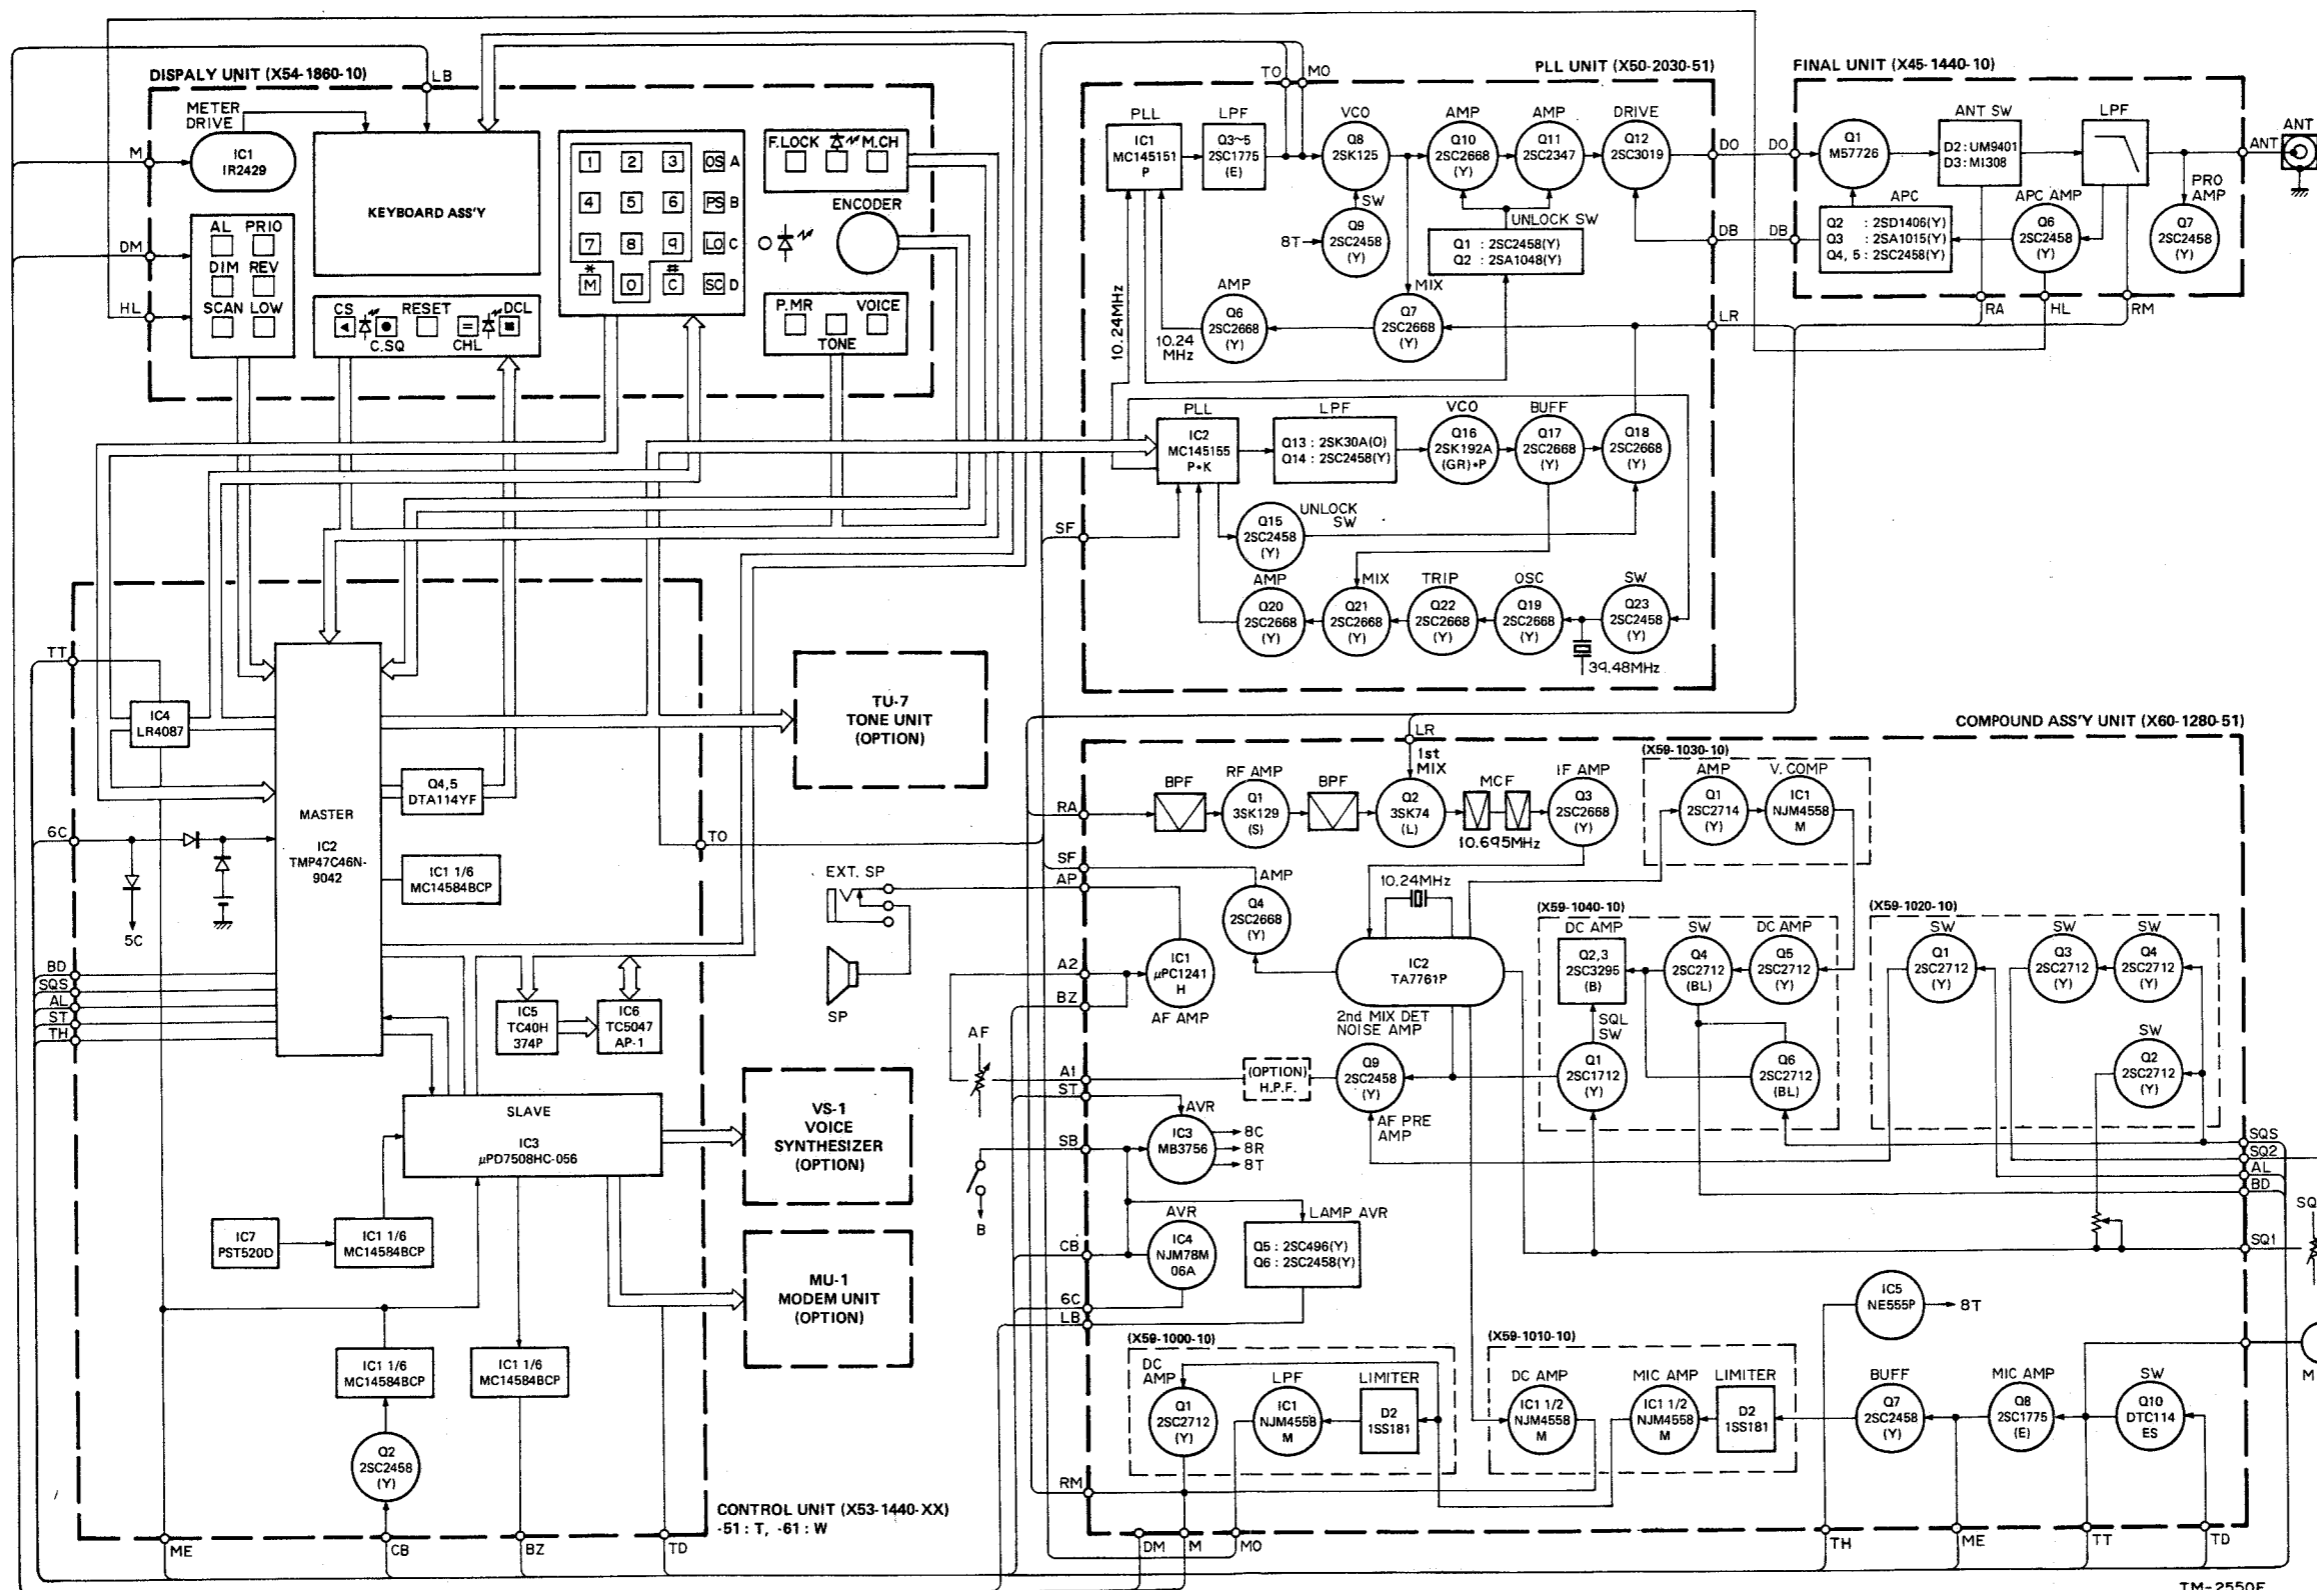 DISPALY UNIT (X54-1860-10)
LB
M
DM
HL
METER
DRIVE
IC1
IR2429
KEYBOARD ASS'Y
AL PRIO
DIM REV
SCAN LOW
CS RESET DCL
C.SQ CHL
1 2 3 OS A
4 5 6 PS B
7 8 9 LO C
* #
M 0 C SC D
F.LOCK M.CH
ENCODER
P.MR VOICE
TONE
PLL UNIT (X50-2030-51)
TO MO
PLL
IC1
MC145151
P
LPF
Q3~5
2SC1775
(E)
VCO
Q8
2SK125
AMP
Q10
2SC2668
(Y)
AMP
Q11
2SC2347
DRIVE
Q12
2SC3019
DO
DB
LR
SW
Q9
2SC2458
(Y)
8T
UNLOCK SW
Q1 : 2SC2458(Y)
Q2 : 2SA1048(Y)
AMP
Q6
2SC2668
(Y)
MIX
Q7
2SC2668
(Y)
10.24MHz
10.24
MHz
PLL
IC2
MC145155
P•K
LPF
Q13 : 2SK30A(O)
Q14 : 2SC2458(Y)
VCO
Q16
2SK192A
(GR)•P
BUFF
Q17
2SC2668
(Y)
Q18
2SC2668
(Y)
SF
Q15
2SC2458
(Y)
UNLOCK
SW
AMP
Q20
2SC2668
(Y)
MIX
Q21
2SC2668
(Y)
TRIP
Q22
2SC2668
(Y)
OSC
Q19
2SC2668
(Y)
SW
Q23
2SC2458
(Y)
39.48MHz
FINAL UNIT (X45-1440-10)
DO
DB
Q1
M57726
ANT SW
D2:UM9401
D3:MI308
LPF
ANT
ANT
APC
Q2 : 2SD1406(Y)
Q3 : 2SA1015(Y)
Q4, 5 : 2SC2458(Y)
APC AMP
Q6
2SC2458
(Y)
PRO
AMP
Q7
2SC2458
(Y)
RA HL RM
TT
6C
5C
BD
SQS
AL
ST
TH
IC4
LR4087
MASTER
IC2
TMP47C46N-
9042
Q4,5
DTA114YF
IC1 1/6
MC14584BCP
IC5
TC40H
374P
IC6
TC5047
AP-1
TO
SLAVE
IC3
µPD7508HC-056
IC7
PST520D
IC1 1/6
MC14584BCP
IC1 1/6
MC14584BCP
IC1 1/6
MC14584BCP
Q2
2SC2458
(Y)
ME CB BZ TD
CONTROL UNIT (X53-1440-XX)
-51 : T, -61 : W
TU-7
TONE UNIT
(OPTION)
VS-1
VOICE
SYNTHESIZER
(OPTION)
MU-1
MODEM UNIT
(OPTION)
EXT. SP
SP
AF
B
COMPOUND ASS'Y UNIT (X60-1280-51)
LR
RA
SF
AP
A2
BZ
A1
ST
SB
CB
6C
LB
RM
BPF
RF AMP
Q1
3SK129
(S)
BPF
1st
MIX
Q2
3SK74
(L)
MCF
10.695MHz
IF AMP
Q3
2SC2668
(Y)
(X59-1030-10)
AMP
Q1
2SC2714
(Y)
V. COMP
IC1
NJM4558
M
AMP
Q4
2SC2668
(Y)
10.24MHz
IC1
µPC1241
H
AF AMP
IC2
TA7761P
2nd MIX DET
NOISE AMP
(X59-1040-10)
DC AMP
Q2,3
2SC3295
(B)
SW
Q4
2SC2712
(BL)
DC AMP
Q5
2SC2712
(Y)
SQL
SW
Q1
2SC1712
(Y)
Q6
2SC2712
(BL)
(X59-1020-10)
SW
Q1
2SC2712
(Y)
SW
Q3
2SC2712
(Y)
SW
Q4
2SC2712
(Y)
SW
Q2
2SC2712
(Y)
(OPTION)
H.P.F.
Q9
2SC2458
(Y)
AF PRE
AMP
AVR
IC3
MB3756
8C
8R
8T
AVR
IC4
NJM78M
06A
LAMP AVR
Q5 : 2SC496(Y)
Q6 : 2SC2458(Y)
SQS
SQ2
AL
BD
SQ
SQ1
M
IC5
NE555P
8T
(X59-1000-10)
DC
AMP
Q1
2SC2712
(Y)
LPF
IC1
NJM4558
M
LIMITER
D2
1SS181
(X59-1010-10)
DC AMP
IC1 1/2
NJM4558
M
MIC AMP
IC1 1/2
NJM4558
M
LIMITER
D2
1SS181
BUFF
Q7
2SC2458
(Y)
MIC AMP
Q8
2SC1775
(E)
SW
Q10
DTC114
ES
DM M MO TH ME TT TD
TM-2550E